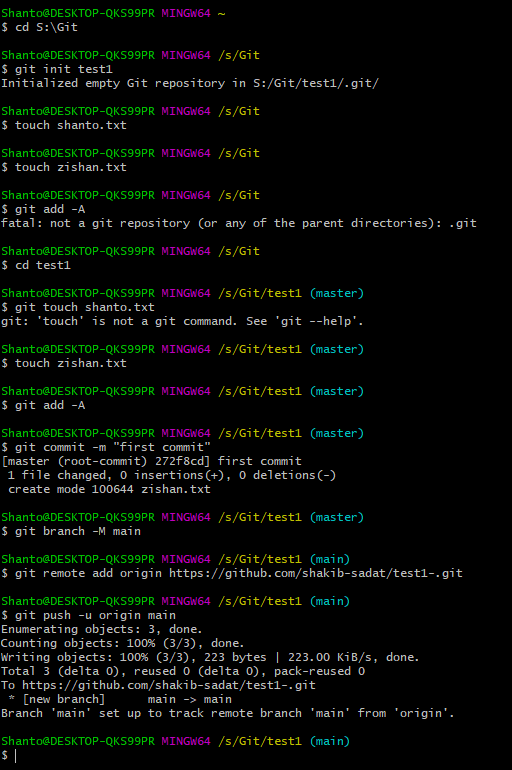 Shanto@DESKTOP-QKS99PR MINGW64 ~
$ cd S:\Git
Shanto@DESKTOP-QKS99PR MINGW64 /s/Git
$ git init test1
Initialized empty Git repository in S:/Git/test1/.git/
Shanto@DESKTOP-QKS99PR MINGW64 /s/Git
$ touch shanto.txt
Shanto@DESKTOP-QKS99PR MINGW64 /s/Git
$ touch zishan.txt
Shanto@DESKTOP-QKS99PR MINGW64 /s/Git
$ git add -A
fatal: not a git repository (or any of the parent directories): .git
Shanto@DESKTOP-QKS99PR MINGW64 /s/Git
$ cd test1
Shanto@DESKTOP-QKS99PR MINGW64 /s/Git/test1 (master)
$ git touch shanto.txt
git: 'touch' is not a git command. See 'git --help'.
Shanto@DESKTOP-QKS99PR MINGW64 /s/Git/test1 (master)
$ touch zishan.txt
Shanto@DESKTOP-QKS99PR MINGW64 /s/Git/test1 (master)
$ git add -A
Shanto@DESKTOP-QKS99PR MINGW64 /s/Git/test1 (master)
$ git commit -m "first commit"
[master (root-commit) 272f8cd] first commit
 1 file changed, 0 insertions(+), 0 deletions(-)
 create mode 100644 zishan.txt
Shanto@DESKTOP-QKS99PR MINGW64 /s/Git/test1 (master)
$ git branch -M main
Shanto@DESKTOP-QKS99PR MINGW64 /s/Git/test1 (main)
$ git remote add origin https://github.com/shakib-sadat/test1-.git
Shanto@DESKTOP-QKS99PR MINGW64 /s/Git/test1 (main)
$ git push -u origin main
Enumerating objects: 3, done.
Counting objects: 100% (3/3), done.
Writing objects: 100% (3/3), 223 bytes | 223.00 KiB/s, done.
Total 3 (delta 0), reused 0 (delta 0), pack-reused 0
To https://github.com/shakib-sadat/test1-.git
 * [new branch]      main -> main
Branch 'main' set up to track remote branch 'main' from 'origin'.
Shanto@DESKTOP-QKS99PR MINGW64 /s/Git/test1 (main)
$